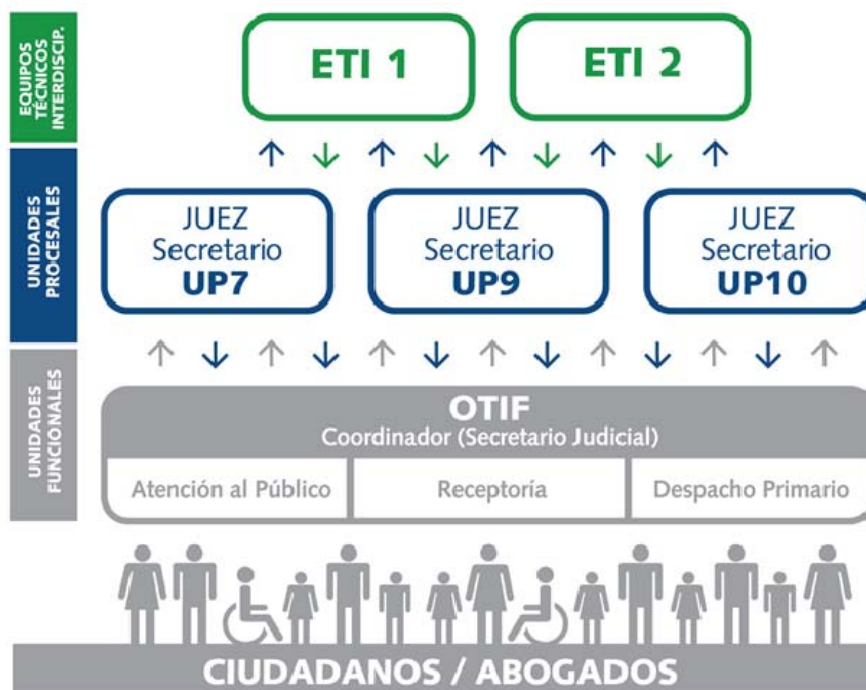 EQUIPOS
TÉCNICOS
INTERDISCIP.
ETI 1
ETI 2
UNIDADES
PROCESALES
JUEZ
Secretario
UP7
JUEZ
Secretario
UP9
JUEZ
Secretario
UP10
UNIDADES
FUNCIONALES
OTIF
Coordinador (Secretario Judicial)
Atención al Público
Receptoría
Despacho Primario
CIUDADANOS / ABOGADOS